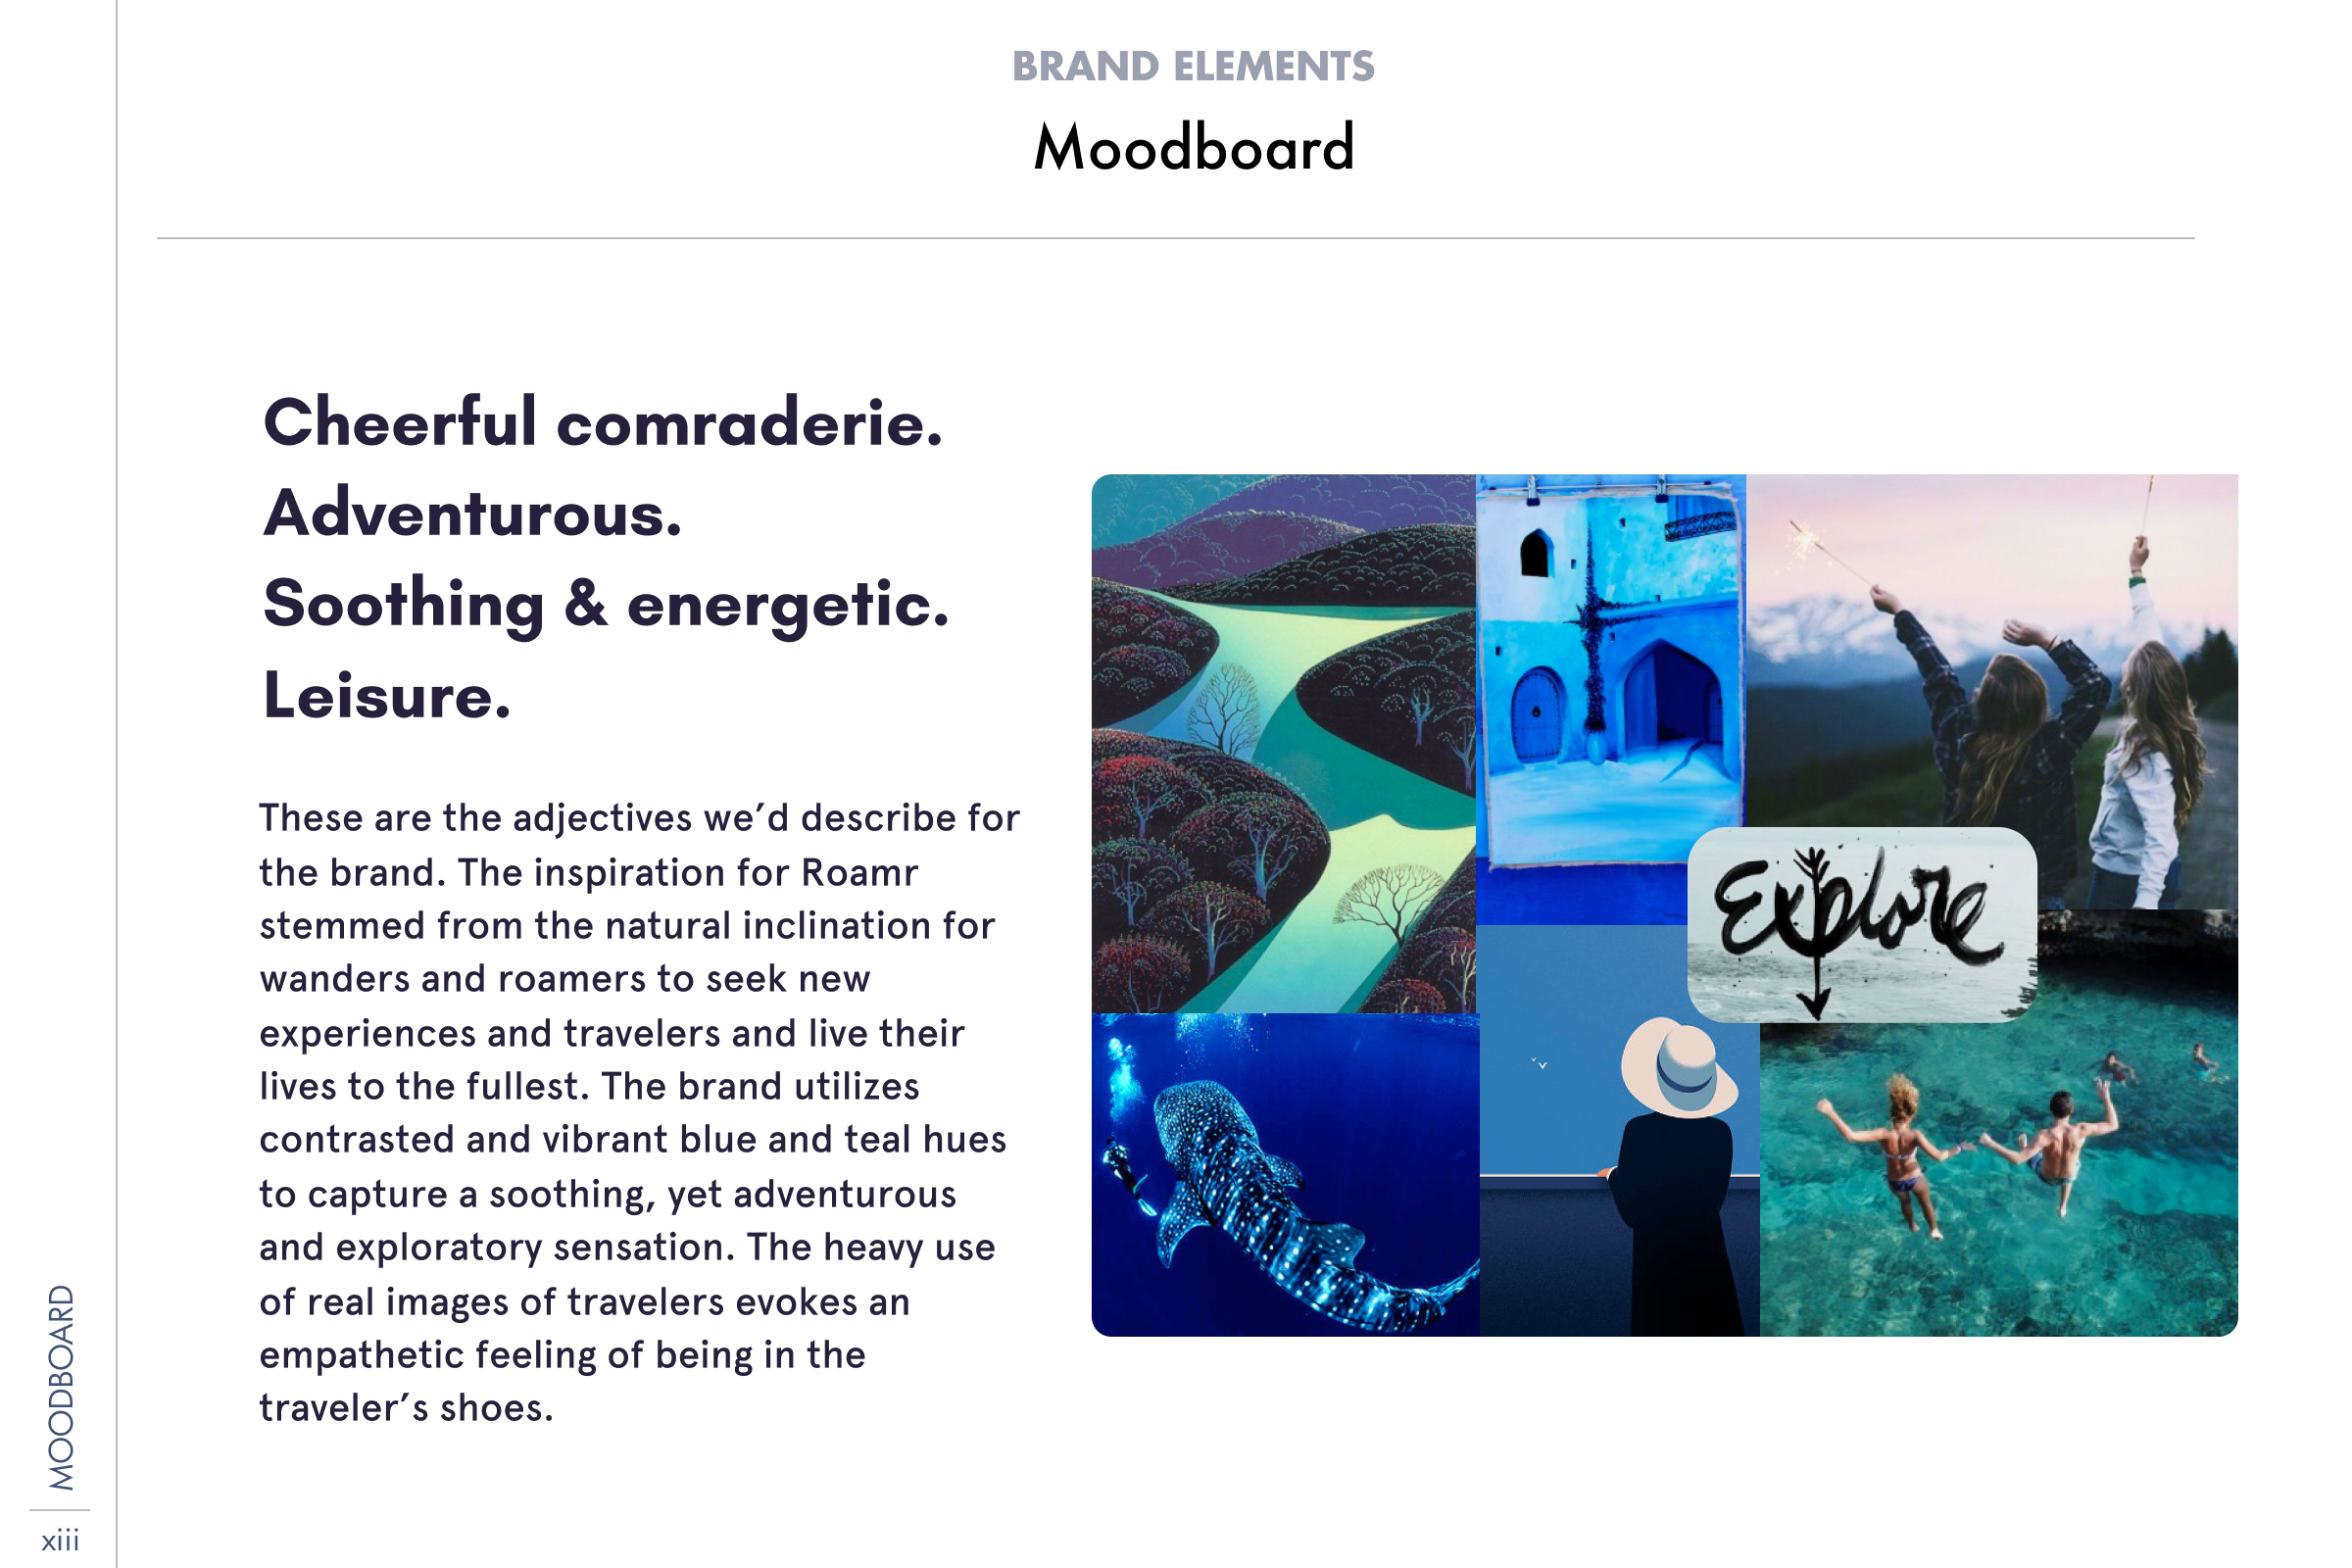 BRAND ELEMENTS
Moodboard
Cheerful comraderie.
Adventurous.
Soothing & energetic.
Leisure.
These are the adjectives we’d describe for
the brand. The inspiration for Roamr
stemmed from the natural inclination for
wanders and roamers to seek new
experiences and travelers and live their
lives to the fullest. The brand utilizes
contrasted and vibrant blue and teal hues
to capture a soothing, yet adventurous
and exploratory sensation. The heavy use
of real images of travelers evokes an
empathetic feeling of being in the
traveler’s shoes.
Explore
MOODBOARD
xiii